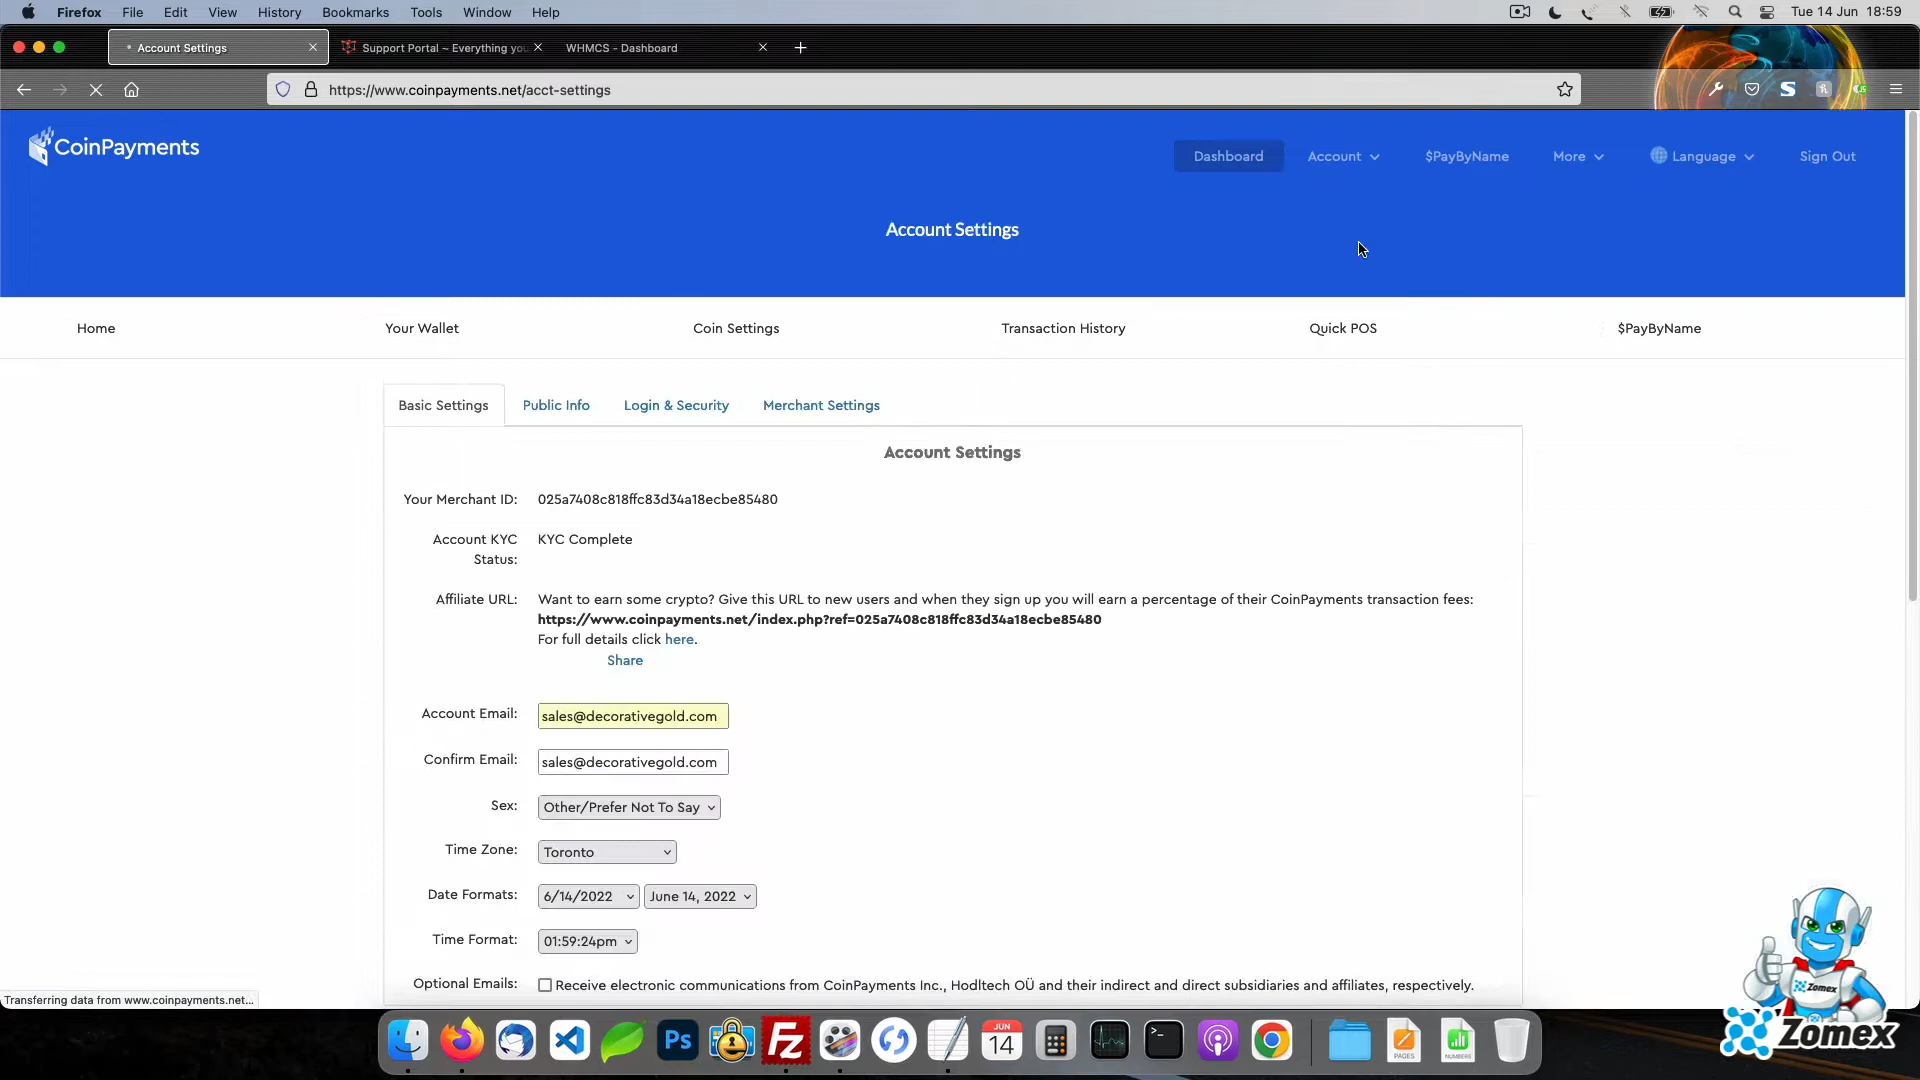 Firefox File Edit View History Bookmarks Tools Window Help Tue 14 Jun 18:59
Account Settings Support Portal ~ Everything you WHMCS - Dashboard
https://www.coinpayments.net/acct-settings
CoinPayments
Dashboard Account $PayByName More Language Sign Out
Account Settings
Home Your Wallet Coin Settings Transaction History Quick POS $PayByName
Basic Settings Public Info Login & Security Merchant Settings
Account Settings
Your Merchant ID: 025a7408c818ffc83d34a18ecbe85480
Account KYC Status: KYC Complete
Affiliate URL: Want to earn some crypto? Give this URL to new users and when they sign up you will earn a percentage of their CoinPayments transaction fees:
https://www.coinpayments.net/index.php?ref=025a7408c818ffc83d34a18ecbe85480
For full details click here.
Share
Account Email: sales@decorativegold.com
Confirm Email: sales@decorativegold.com
Sex: Other/Prefer Not To Say
Time Zone: Toronto
Date Formats: 6/14/2022 June 14, 2022
Time Format: 01:59:24pm
Optional Emails: Receive electronic communications from CoinPayments Inc., Hodltech OÜ and their indirect and direct subsidiaries and affiliates, respectively.
Transferring data from www.coinpayments.net...
Zomex
Zomex
Ps
Fz
JUN
14
PAGES
NUMBERS